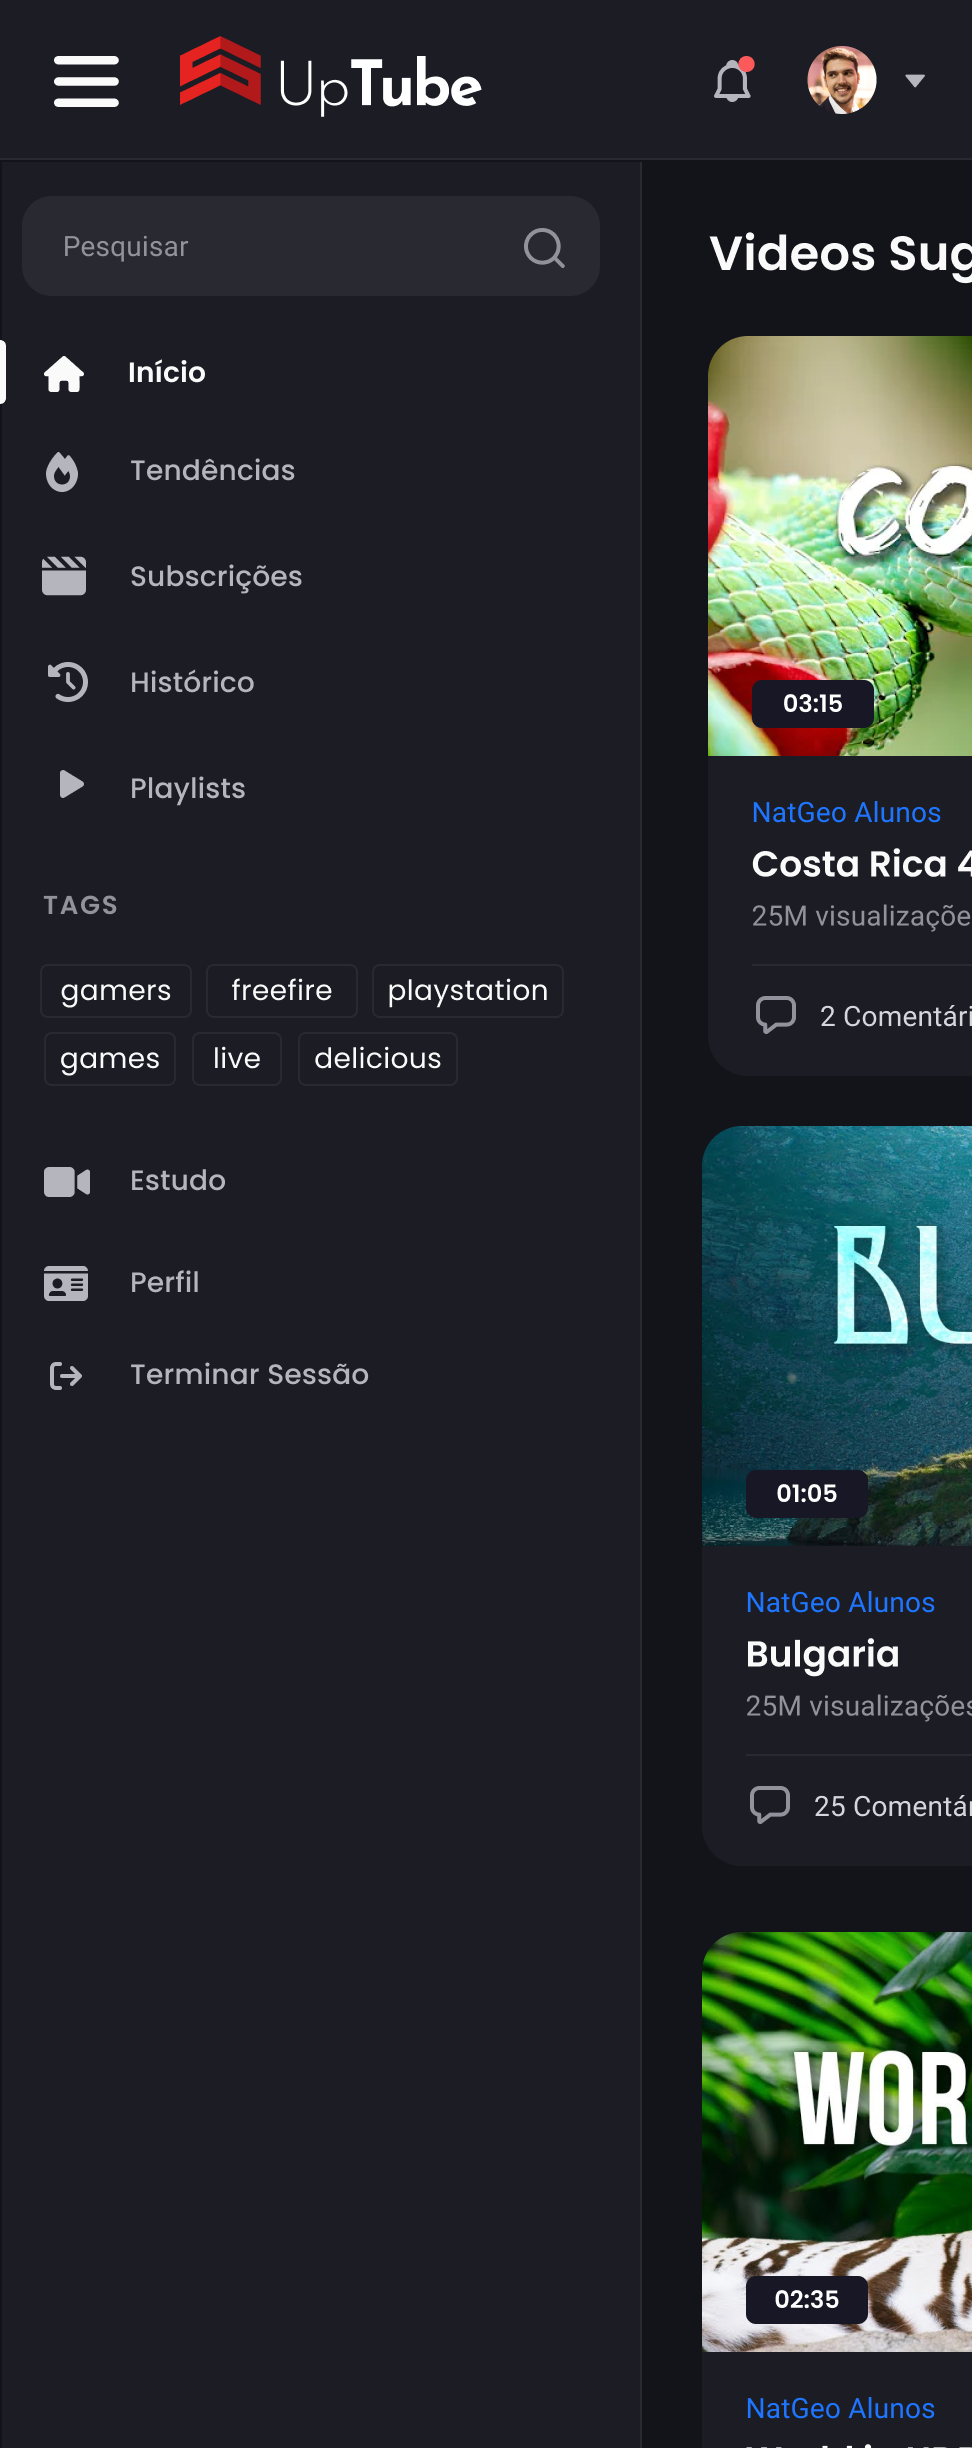 UpTube
Pesquisar
Início
Tendências
Subscrições
Histórico
Playlists
TAGS
gamers freefire playstation
games live delicious
Estudo
Perfil
Terminar Sessão
Videos Sug
CO
03:15
NatGeo Alunos
Costa Rica 4
25M visualizaçõe
2 Comentári
BU
01:05
NatGeo Alunos
Bulgaria
25M visualizações
25 Comentár
WOR
02:35
NatGeo Alunos